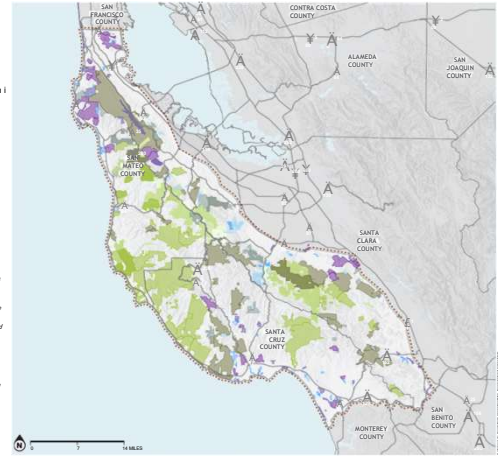 SAN
FRANCISCO
COUNTY
CONTRA COSTA
COUNTY
ALAMEDA
COUNTY
SAN
JOAQUIN
COUNTY
SAN
MATEO
COUNTY
SANTA
CLARA
COUNTY
SANTA
CRUZ
COUNTY
SAN
BENITO
COUNTY
MONTEREY
COUNTY
N
0 7 14 MILES